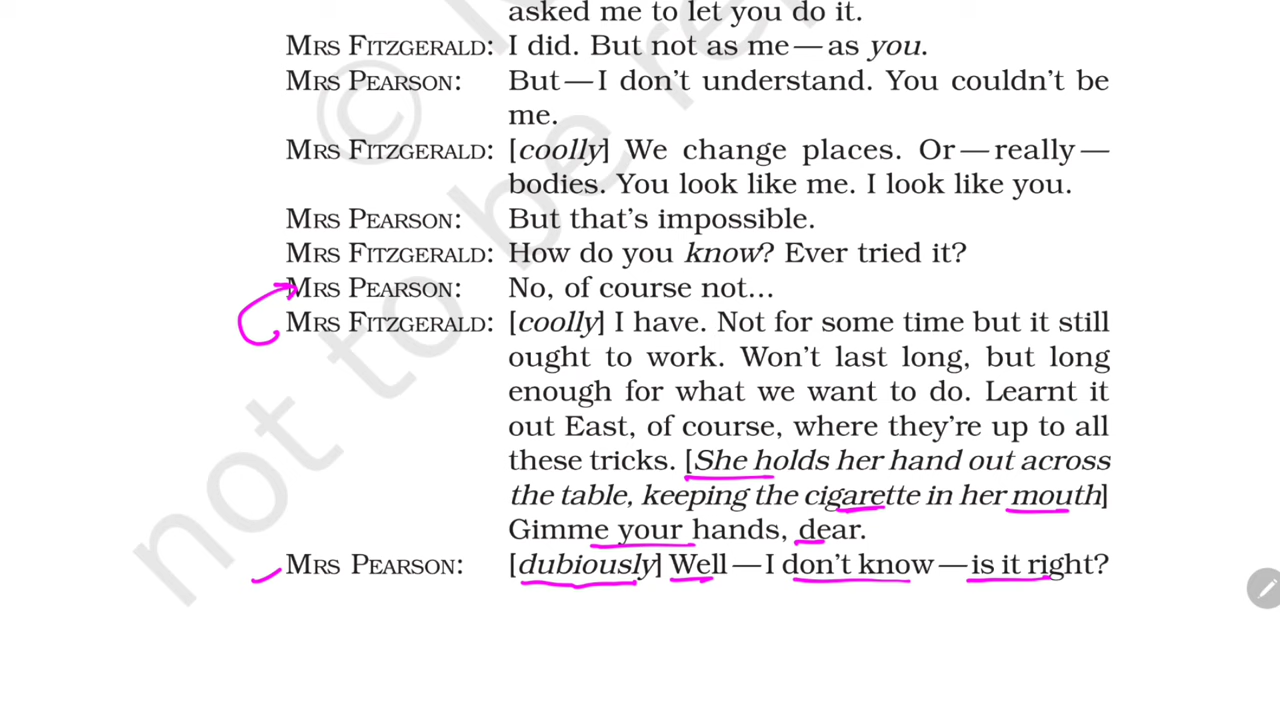 asked me to let you do it.
MRS FITZGERALD: I did. But not as me—as you.
MRS PEARSON: But—I don't understand. You couldn't be
me.
MRS FITZGERALD: [coolly] We change places. Or—really—
bodies. You look like me. I look like you.
MRS PEARSON: But that's impossible.
MRS FITZGERALD: How do you know? Ever tried it?
MRS PEARSON: No, of course not...
MRS FITZGERALD: [coolly] I have. Not for some time but it still
ought to work. Won't last long, but long
enough for what we want to do. Learnt it
out East, of course, where they're up to all
these tricks. [She holds her hand out across
the table, keeping the cigarette in her mouth]
Gimme your hands, dear.
MRS PEARSON: [dubiously] Well—I don't know—is it right?
© 
not to be re